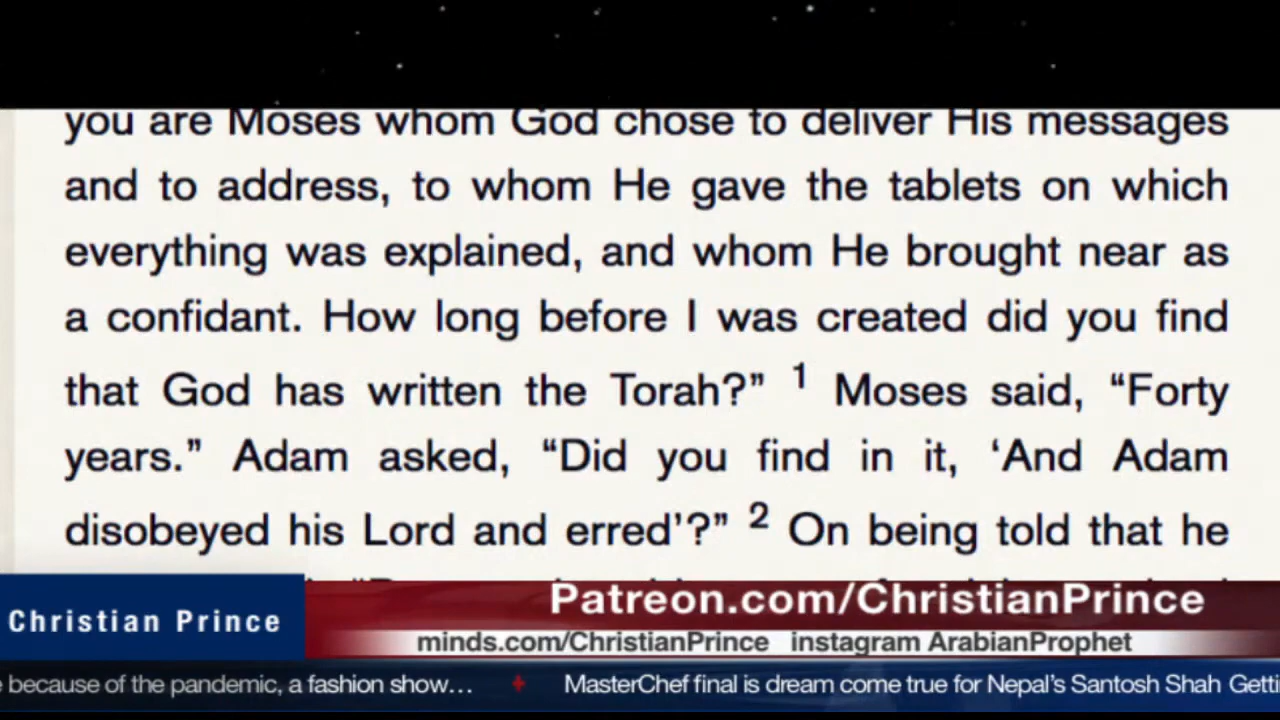 you are Moses whom God chose to deliver His messages
and to address, to whom He gave the tablets on which
everything was explained, and whom He brought near as
a confidant. How long before I was created did you find
that God has written the Torah?” 1 Moses said, “Forty
years.” Adam asked, “Did you find in it, ‘And Adam
disobeyed his Lord and erred’?” 2 On being told that he
Christian Prince
Patreon.com/ChristianPrince
minds.com/ChristianPrince instagram ArabianProphet
because of the pandemic, a fashion show... MasterChef final is dream come true for Nepal's Santosh Shah